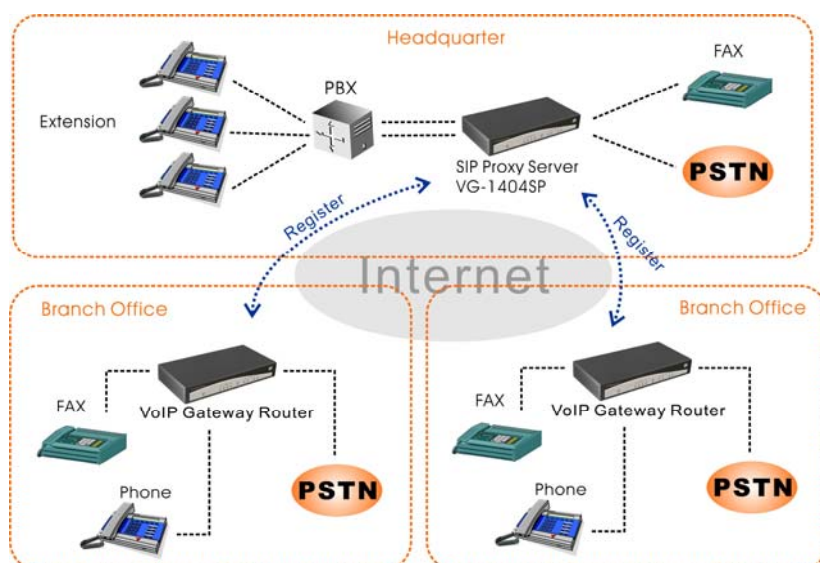 Headquarter
FAX
PBX
Extension
SIP Proxy Server
VG-1404SP
PSTN
Register
Register
Internet
Branch Office
Branch Office
FAX
VoIP Gateway Router
Phone
PSTN
FAX
VoIP Gateway Router
Phone
PSTN